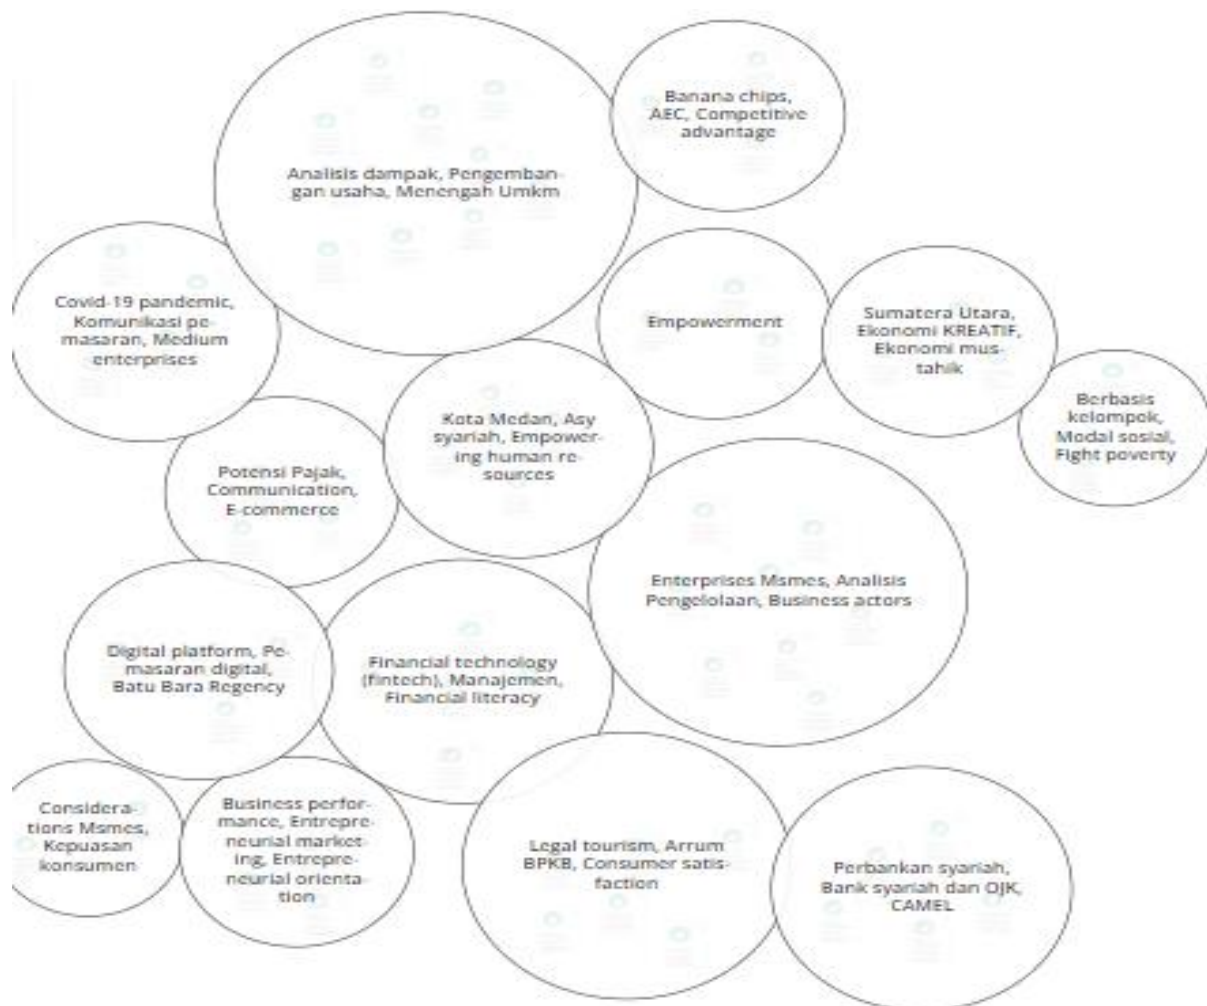 Banana chips,
AEC, Competitive
advantage
Analisis dampak, Pengemban-
gan usaha, Menengah Umkm
Covid-19 pandemic,
Komunikasi pe-
masaran, Medium
enterprises
Empowerment
Sumatera Utara,
Ekonomi KREATIF,
Ekonomi mus-
tahik
Berbasis
kelompok,
Modal sosial,
Fight poverty
Kota Medan, Asy
syariah, Empower-
ing human re-
sources
Potensi Pajak,
Communication,
E-commerce
Enterprises Msmes, Analisis
Pengelolaan, Business actors
Digital platform, Pe-
masaran digital,
Batu Bara Regency
Financial technology
(fintech), Manajemen,
Financial literacy
Considera-
tions Msmes,
Kepuasan
konsumen
Business perfor-
mance, Entrepre-
neurial market-
ing, Entrepre-
neurial orienta-
tion
Legal tourism, Arrum
BPKB, Consumer satis-
faction
Perbankan syariah,
Bank syariah dan OJK,
CAMEL